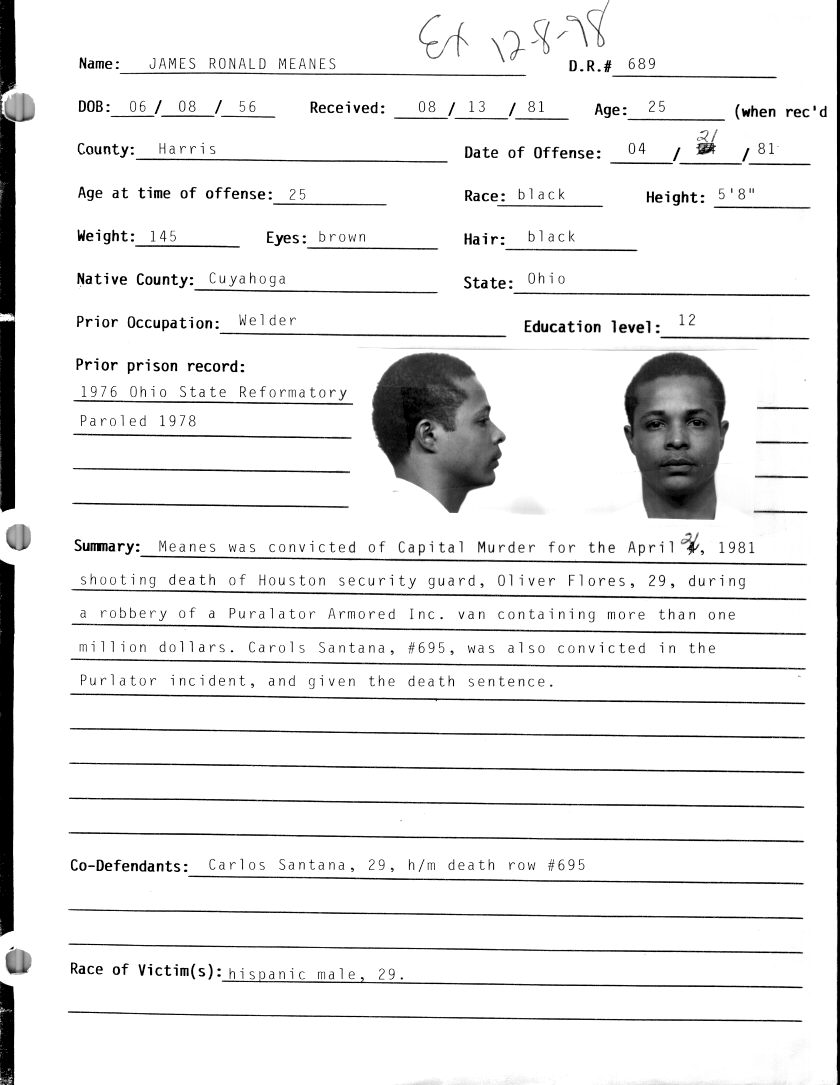 Ex 12-8-98
Name: JAMES RONALD MEANES D.R.# 689
DOB: 06 / 08 / 56 Received: 08 / 13 / 81 Age: 25 (when rec'd
County: Harris Date of Offense: 04 / 21 / 81
Age at time of offense: 25 Race: black Height: 5'8"
Weight: 145 Eyes: brown Hair: black
Native County: Cuyahoga State: Ohio
Prior Occupation: Welder Education level: 12
Prior prison record:
1976 Ohio State Reformatory
Paroled 1978
Summary: Meanes was convicted of Capital Murder for the April 21, 1981
shooting death of Houston security guard, Oliver Flores, 29, during
a robbery of a Puralator Armored Inc. van containing more than one
million dollars. Carols Santana, #695, was also convicted in the
Purlator incident, and given the death sentence.
Co-Defendants: Carlos Santana, 29, h/m death row #695
Race of Victim(s): hispanic male, 29.